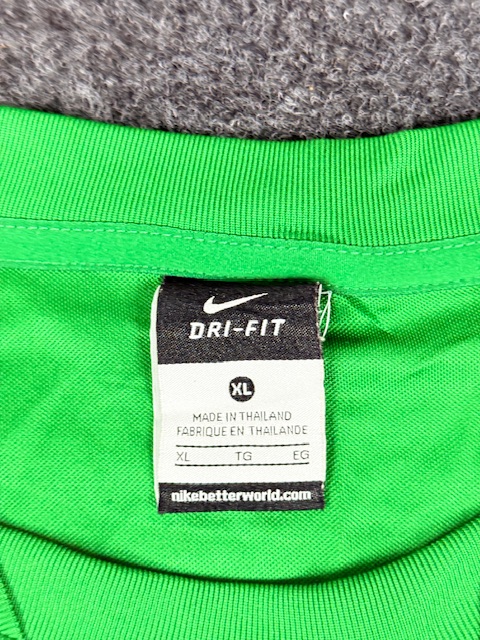 DRI-FIT
XL
MADE IN THAILAND
FABRIQUE EN THAILANDE
XL TG EG
nikebetterworld.com